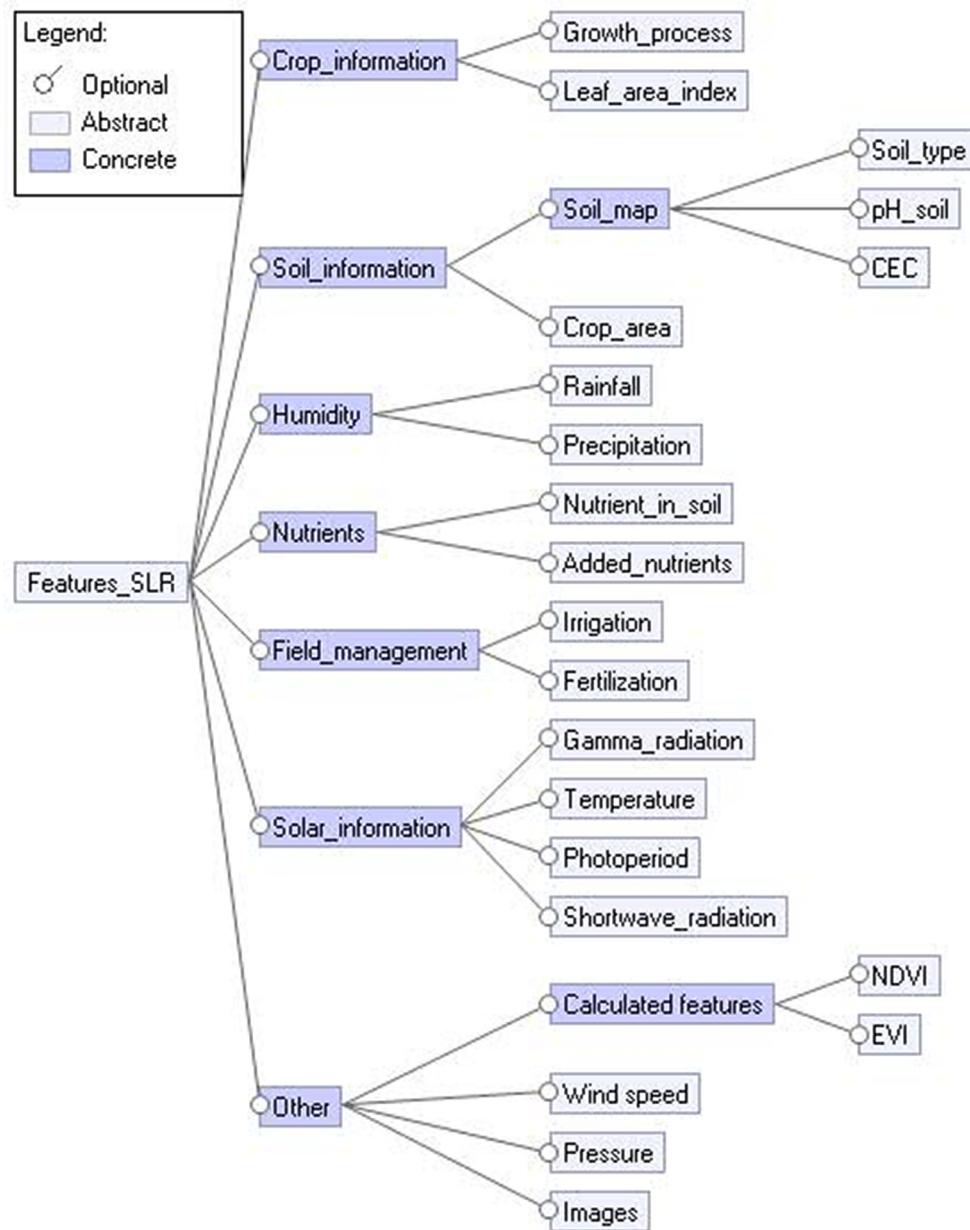 Legend:
Optional
Abstract
Concrete
Features_SLR
Crop_information
Growth_process
Leaf_area_index
Soil_information
Soil_map
Soil_type
pH_soil
CEC
Crop_area
Humidity
Rainfall
Precipitation
Nutrients
Nutrient_in_soil
Added_nutrients
Field_management
Irrigation
Fertilization
Solar_information
Gamma_radiation
Temperature
Photoperiod
Shortwave_radiation
Other
Calculated features
NDVI
EVI
Wind speed
Pressure
Images